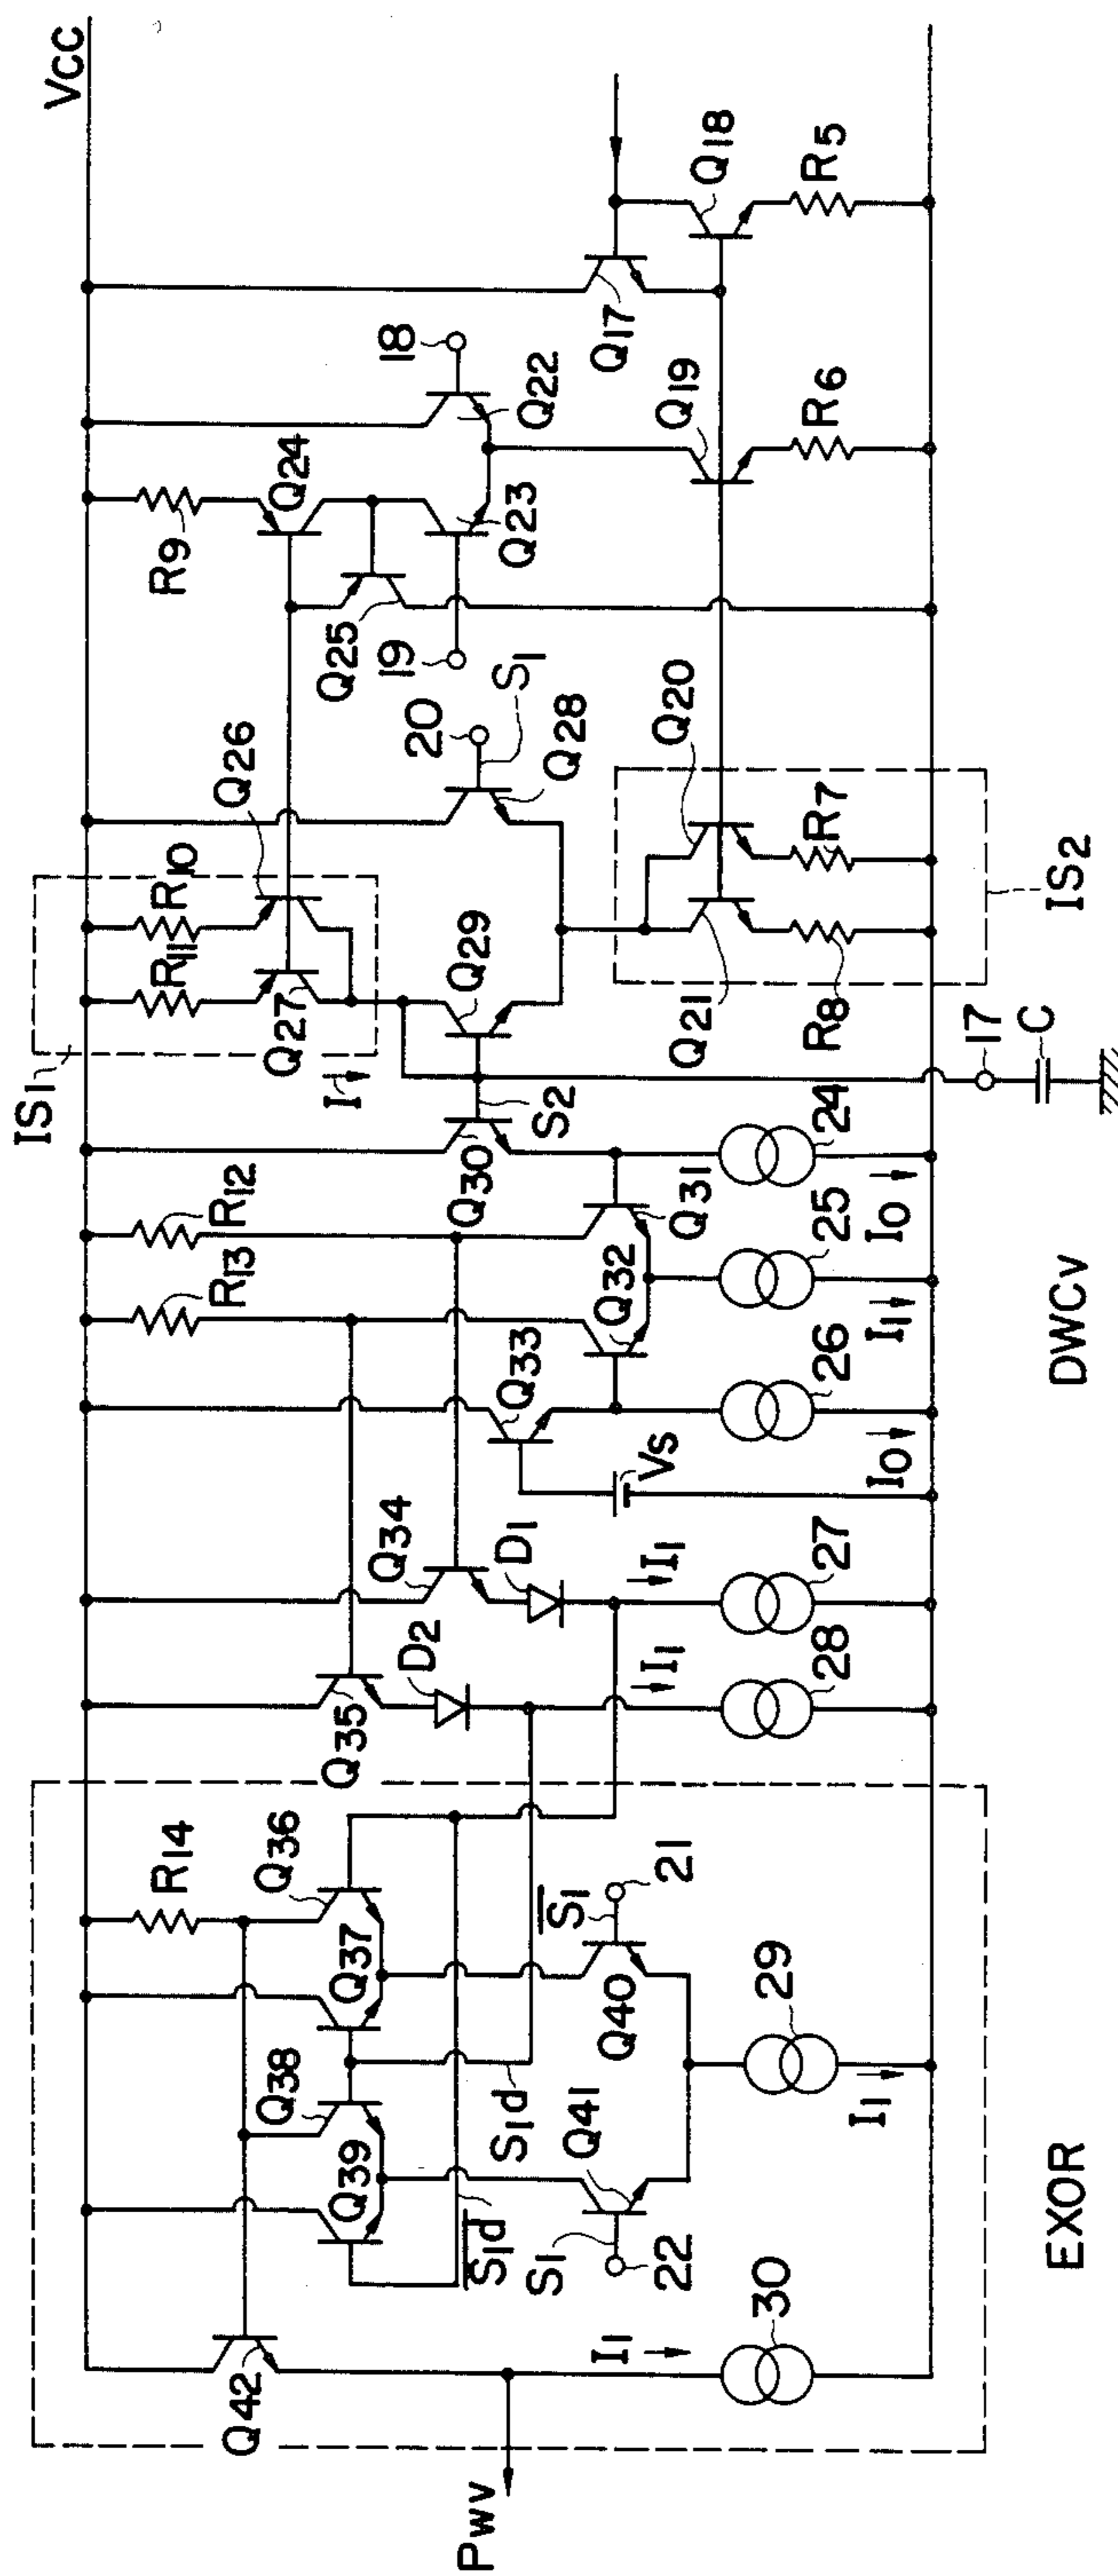 VCC
IS1
R14
R13
R12
R11
R10
R9
Q42
Q36
Q37
Q38
Q39
Q35
Q34
Q33
Q32
Q31
Q30
Q29
Q28
Q27
Q26
Q25
Q24
Q23
Q22
Q17
Q18
Q19
Q20
Q21
Q40
Q41
D2
D1
I
S2
S1
20
19
18
S1d
S1d
S1
S1
21
22
VS
PWV
I1
30
I1
29
I1
28
I1
27
I0
26
I1
25
I0
24
17
C
R8
R7
R6
R5
IS2
EXOR
DWCV